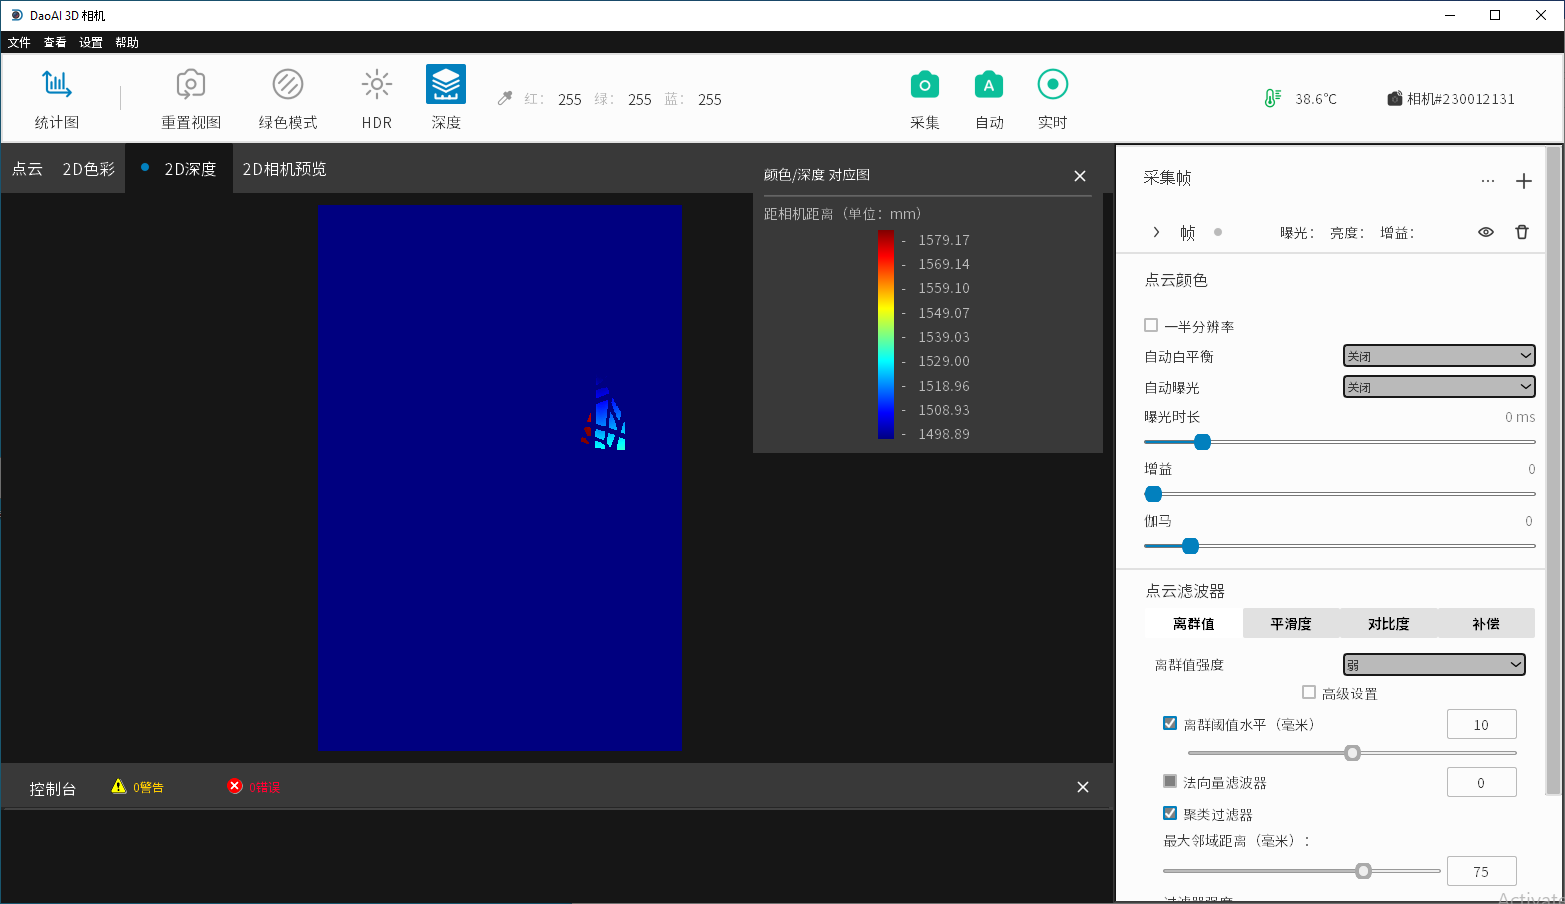 DaoAI 3D 相机
文件 查看 设置 帮助
统计图 重置视图 绿色模式 HDR 深度 红： 255 绿： 255 蓝： 255 采集 自动 实时 38.6℃ 相机#230012131
点云 2D色彩 2D深度 2D相机预览
颜色/深度 对应图
距相机距离（单位：mm）
- 1579.17
- 1569.14
- 1559.10
- 1549.07
- 1539.03
- 1529.00
- 1518.96
- 1508.93
- 1498.89
控制台 0警告 0错误
采集帧 ... +
帧 曝光： 亮度： 增益：
点云颜色
一半分辨率
自动白平衡 关闭
自动曝光 关闭
曝光时长 0 ms
增益 0
伽马 0
点云滤波器
离群值 平滑度 对比度 补偿
离群值强度 弱
高级设置
离群阈值水平（毫米） 10
法向量滤波器 0
聚类过滤器
最大邻域距离（毫米）：
75